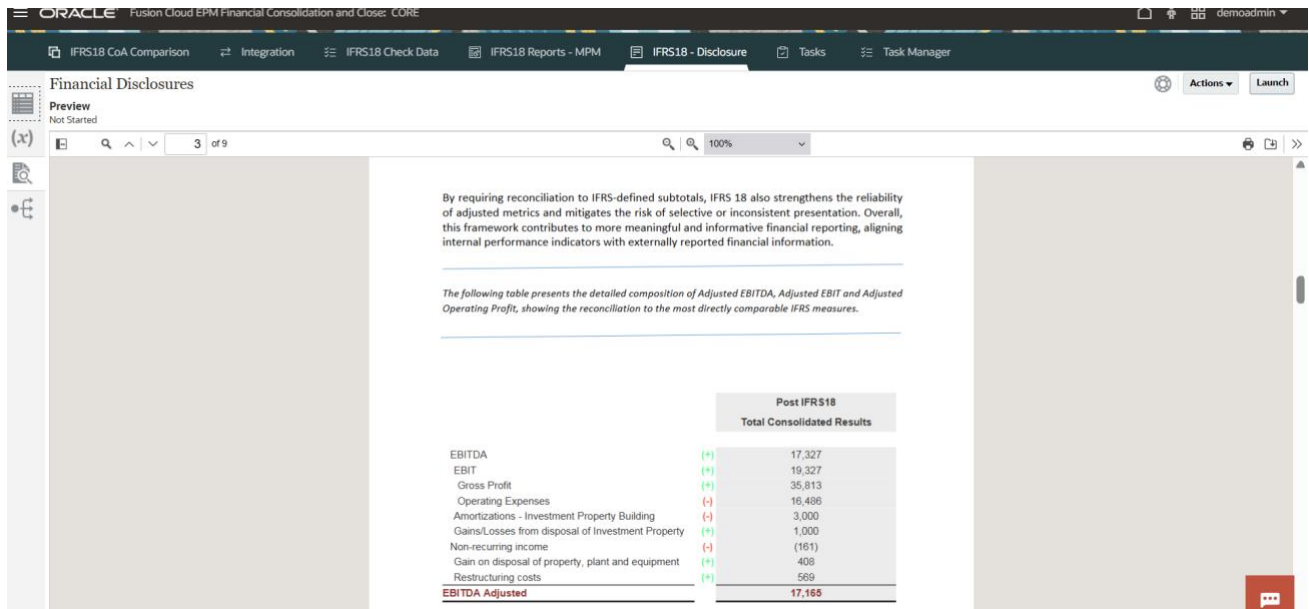 ORACLE Fusion Cloud EPM Financial Consolidation and Close: CORE demoadmin
IFRS18 CoA Comparison Integration IFRS18 Check Data IFRS18 Reports - MPM IFRS18 - Disclosure Tasks Task Manager
Financial Disclosures Actions Launch
Preview
Not Started
(x) 3 of 9 100%
By requiring reconciliation to IFRS-defined subtotals, IFRS 18 also strengthens the reliability
of adjusted metrics and mitigates the risk of selective or inconsistent presentation. Overall,
this framework contributes to more meaningful and informative financial reporting, aligning
internal performance indicators with externally reported financial information.
The following table presents the detailed composition of Adjusted EBITDA, Adjusted EBIT and Adjusted
Operating Profit, showing the reconciliation to the most directly comparable IFRS measures.
Post IFRS18
Total Consolidated Results
EBITDA (+) 17,327
EBIT (+) 19,327
Gross Profit (+) 35,813
Operating Expenses (-) 16,486
Amortizations - Investment Property Building (-) 3,000
Gains/Losses from disposal of Investment Property (+) 1,000
Non-recurring income (-) (161)
Gain on disposal of property, plant and equipment (+) 408
Restructuring costs (+) 569
EBITDA Adjusted 17,165